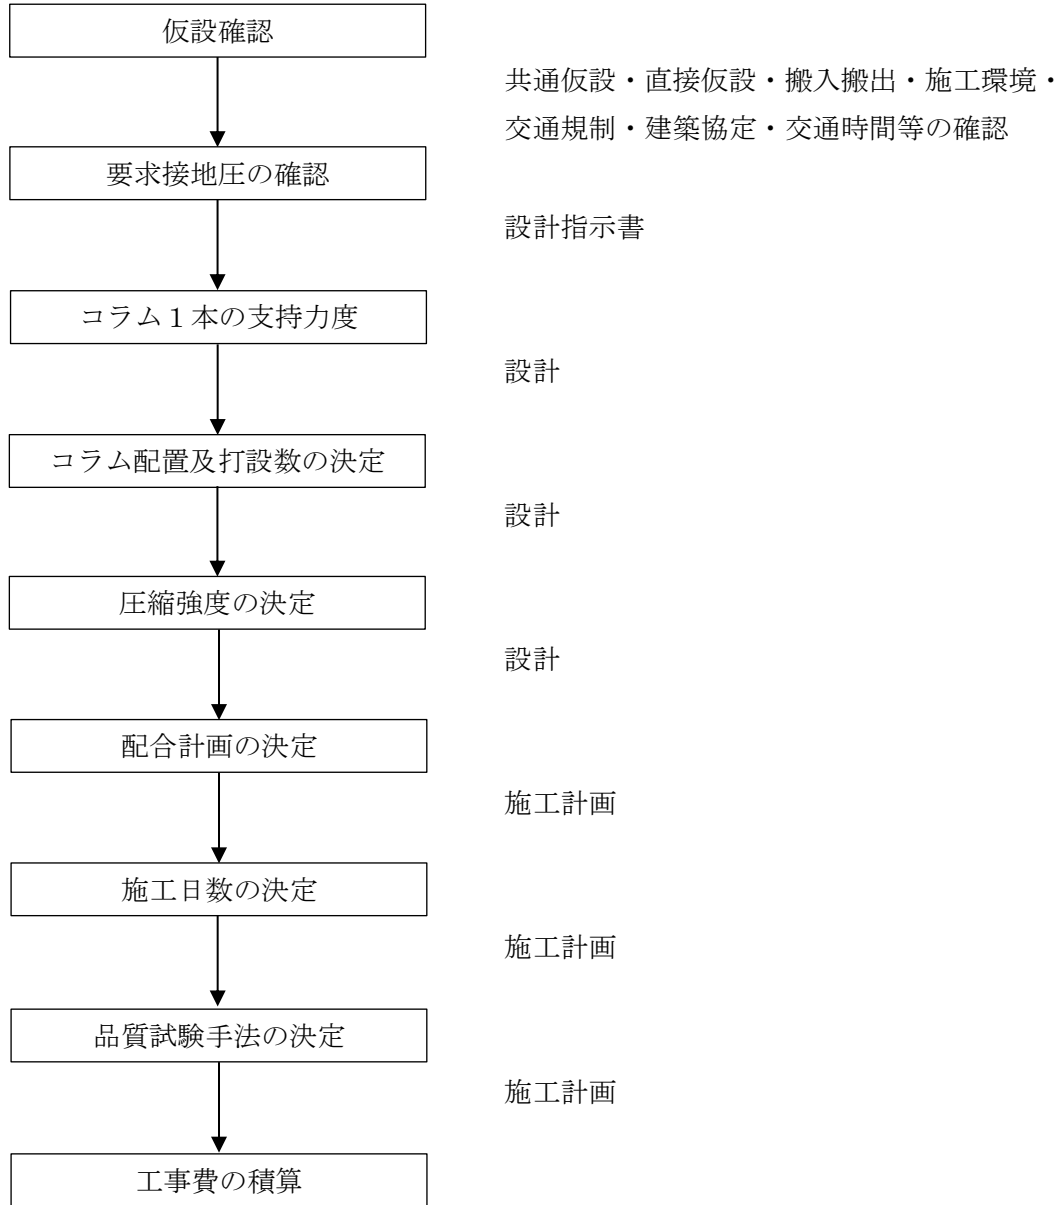 仮設確認
共通仮設・直接仮設・搬入搬出・施工環境・
交通規制・建築協定・交通時間等の確認
要求接地圧の確認
設計指示書
コラム１本の支持力度
設計
コラム配置及打設数の決定
設計
圧縮強度の決定
設計
配合計画の決定
施工計画
施工日数の決定
施工計画
品質試験手法の決定
施工計画
工事費の積算